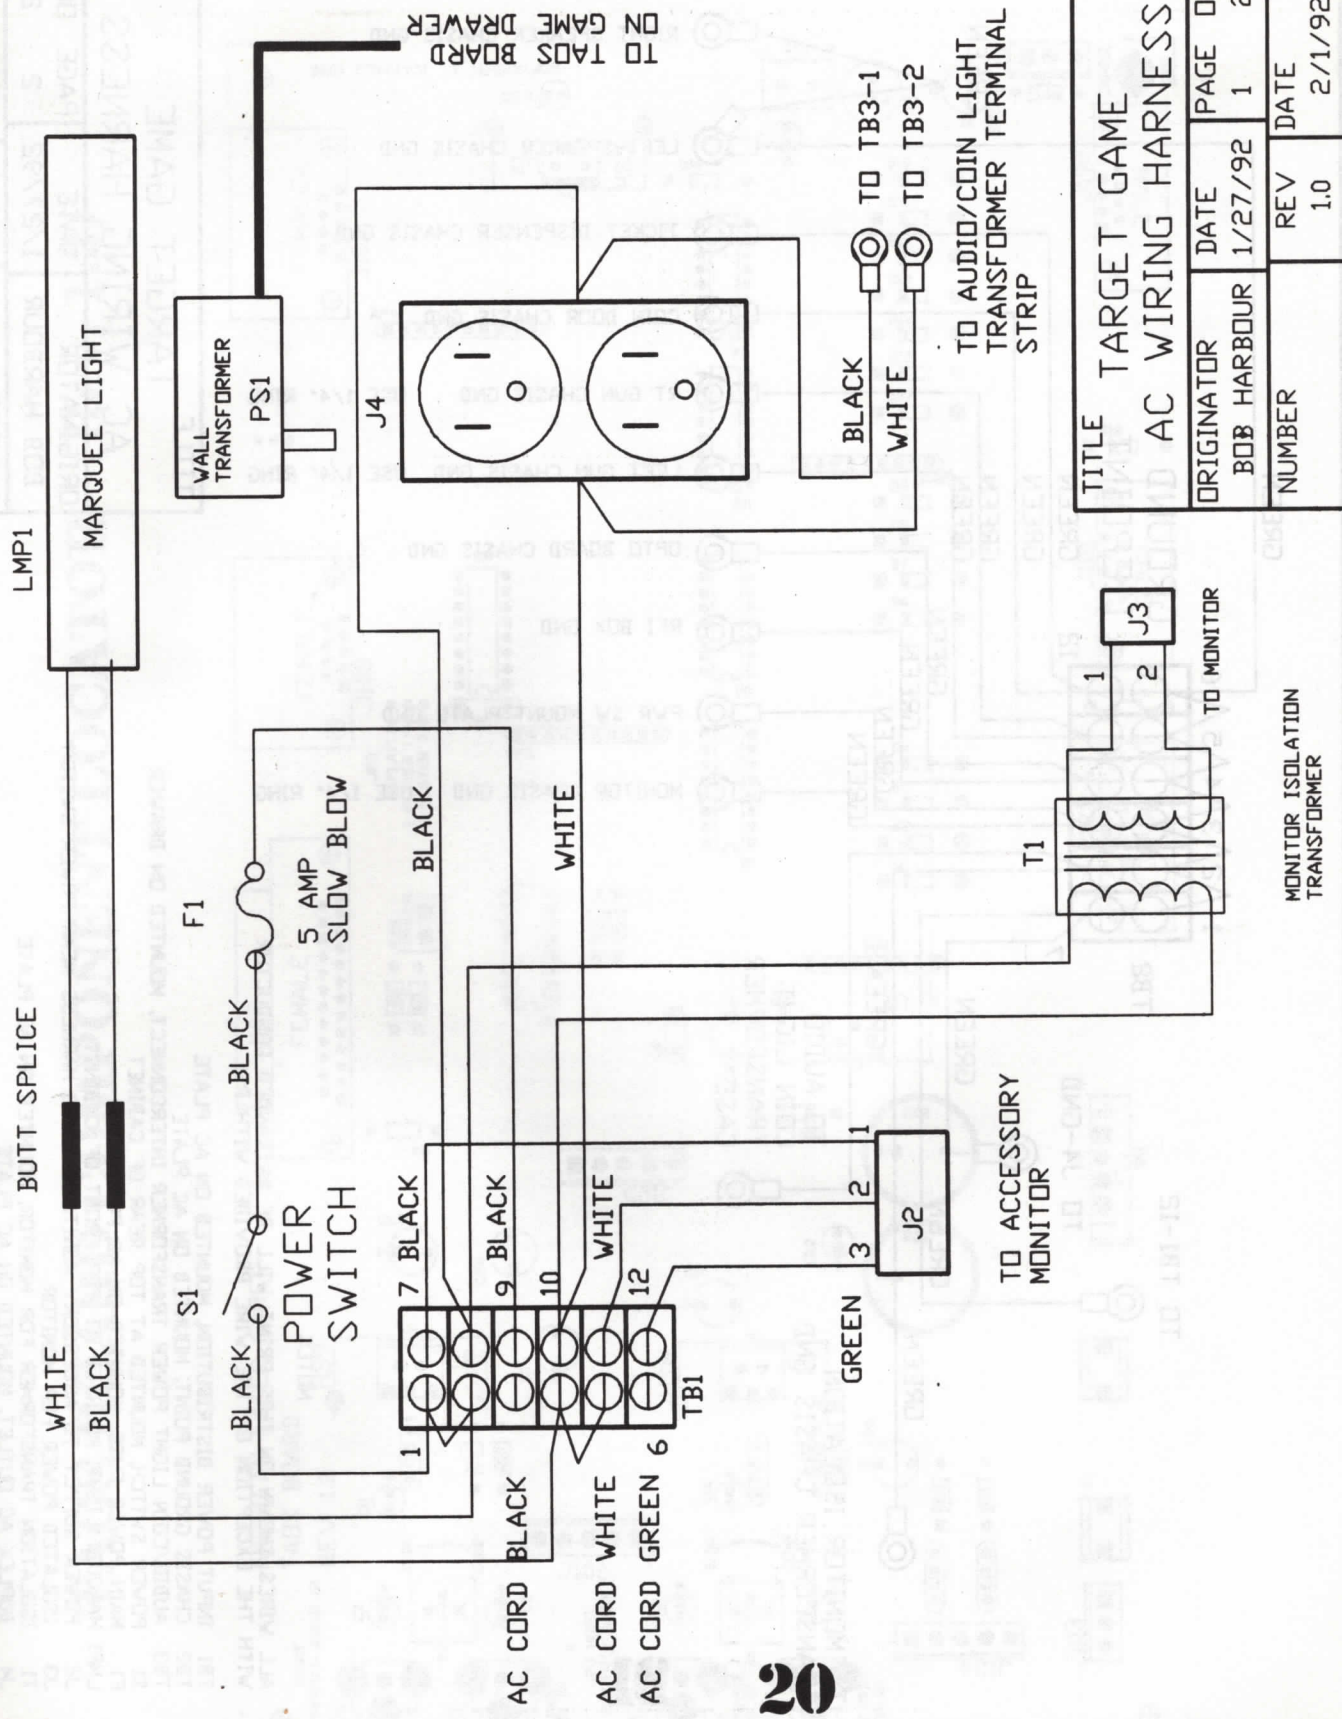 LMP1
BUTT SPLICE
WHITE
MARQUEE LIGHT
BLACK
S1
F1
WALL
TRANSFORMER
PS1
BLACK
BLACK
POWER
SWITCH
5 AMP
SLOW BLOW
TO TAOS BOARD
ON GAME
DRAWER
J4
1
7
BLACK
BLACK
9
BLACK
AC CORD BLACK
10
WHITE
WHITE
AC CORD WHITE
12
AC CORD GREEN
6
TB1
GREEN
3
2
1
J2
TO ACCESSORY
MONITOR
BLACK
WHITE
TO TB3-1
TO TB3-2
TO AUDIO/COIN LIGHT
TRANSFORMER TERMINAL
STRIP
T1
1
2
J3
TO MONITOR
MONITOR ISOLATION
TRANSFORMER
TITLE
TARGET GAME
AC WIRING HARNESS
ORIGINATOR
DATE
PAGE
BOB HARBOUR
1/27/92
1
NUMBER
REV
DATE
1.0
2/1/92
20